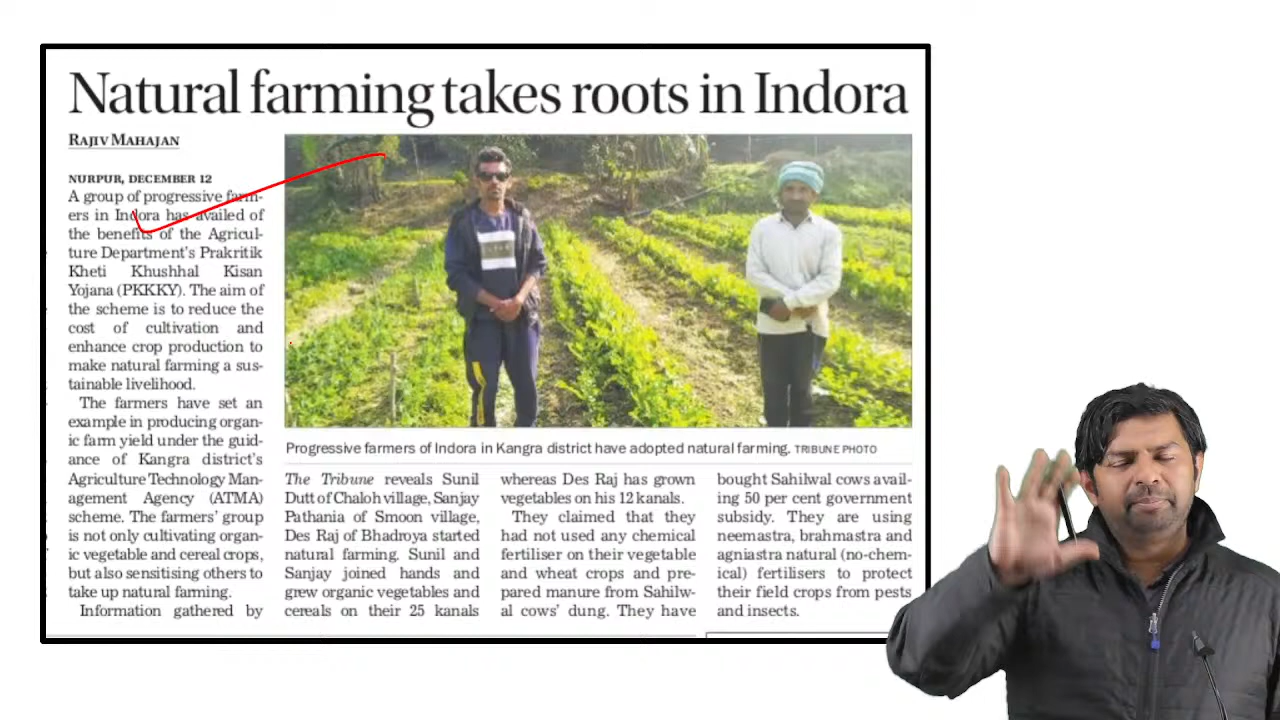 Natural farming takes roots in Indora
RAJIV MAHAJAN
NURPUR, DECEMBER 12
A group of progressive farm-
ers in Indora has availed of
the benefits of the Agricul-
ture Department's Prakritik
Kheti Khushhal Kisan
Yojana (PKKKY). The aim of
the scheme is to reduce the
cost of cultivation and
enhance crop production to
make natural farming a sus-
tainable livelihood.
The farmers have set an
example in producing organ-
ic farm yield under the guid-
ance of Kangra district's
Agriculture Technology Man-
agement Agency (ATMA)
scheme. The farmers' group
is not only cultivating organ-
ic vegetable and cereal crops,
but also sensitising others to
take up natural farming.
Information gathered by
Progressive farmers of Indora in Kangra district have adopted natural farming. TRIBUNE PHOTO
The Tribune reveals Sunil
Dutt of Chaloh village, Sanjay
Pathania of Smoon village,
Des Raj of Bhadroya started
natural farming. Sunil and
Sanjay joined hands and
grew organic vegetables and
cereals on their 25 kanals
whereas Des Raj has grown
vegetables on his 12 kanals.
They claimed that they
had not used any chemical
fertiliser on their vegetable
and wheat crops and pre-
pared manure from Sahilw-
al cows' dung. They have
bought Sahilwal cows avail-
ing 50 per cent government
subsidy. They are using
neemastra, brahmastra and
agniastra natural (no-chem-
ical) fertilisers to protect
their field crops from pests
and insects.